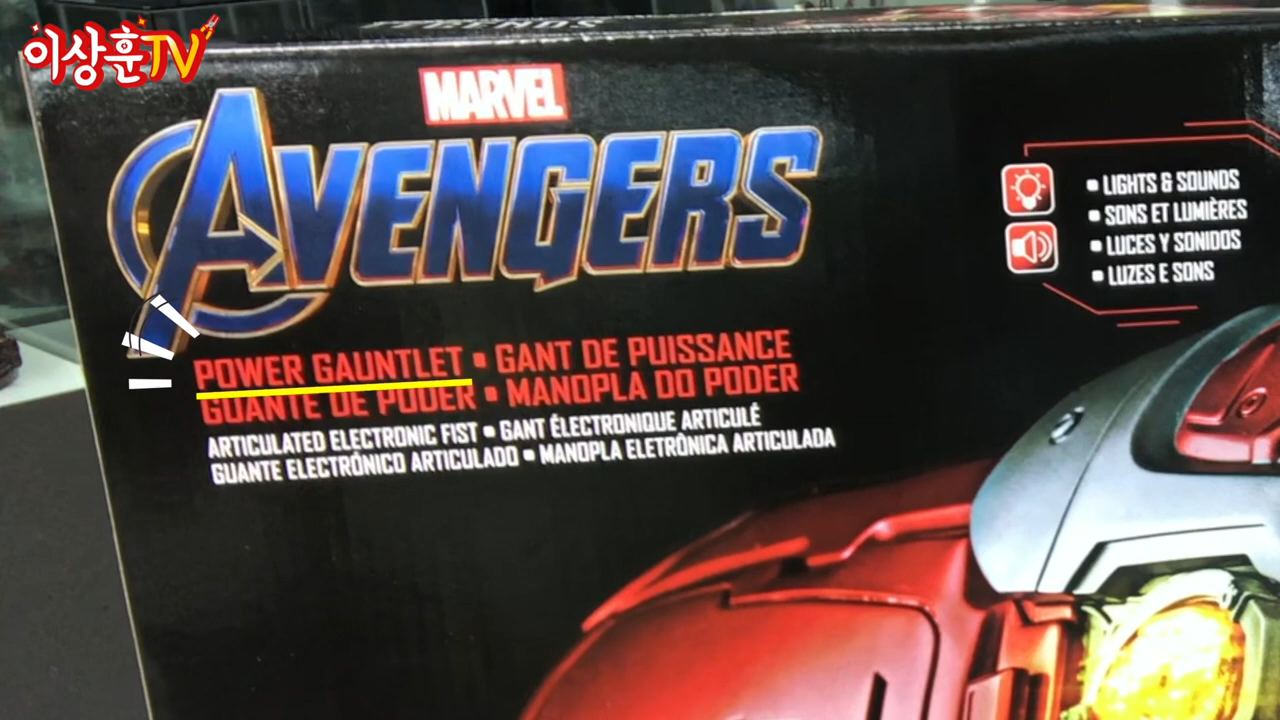 이상훈TV
MARVEL
AVENGERS
POWER GAUNTLET ▪ GANT DE PUISSANCE
GUANTE DE PODER ▪ MANOPLA DO PODER
ARTICULATED ELECTRONIC FIST ▪ GANT ÉLECTRONIQUE ARTICULÉ
GUANTE ELECTRÓNICO ARTICULADO ▪ MANOPLA ELETRÔNICA ARTICULADA
▪ LIGHTS & SOUNDS
▪ SONS ET LUMIÈRES
▪ LUCES Y SONIDOS
▪ LUZES E SONS